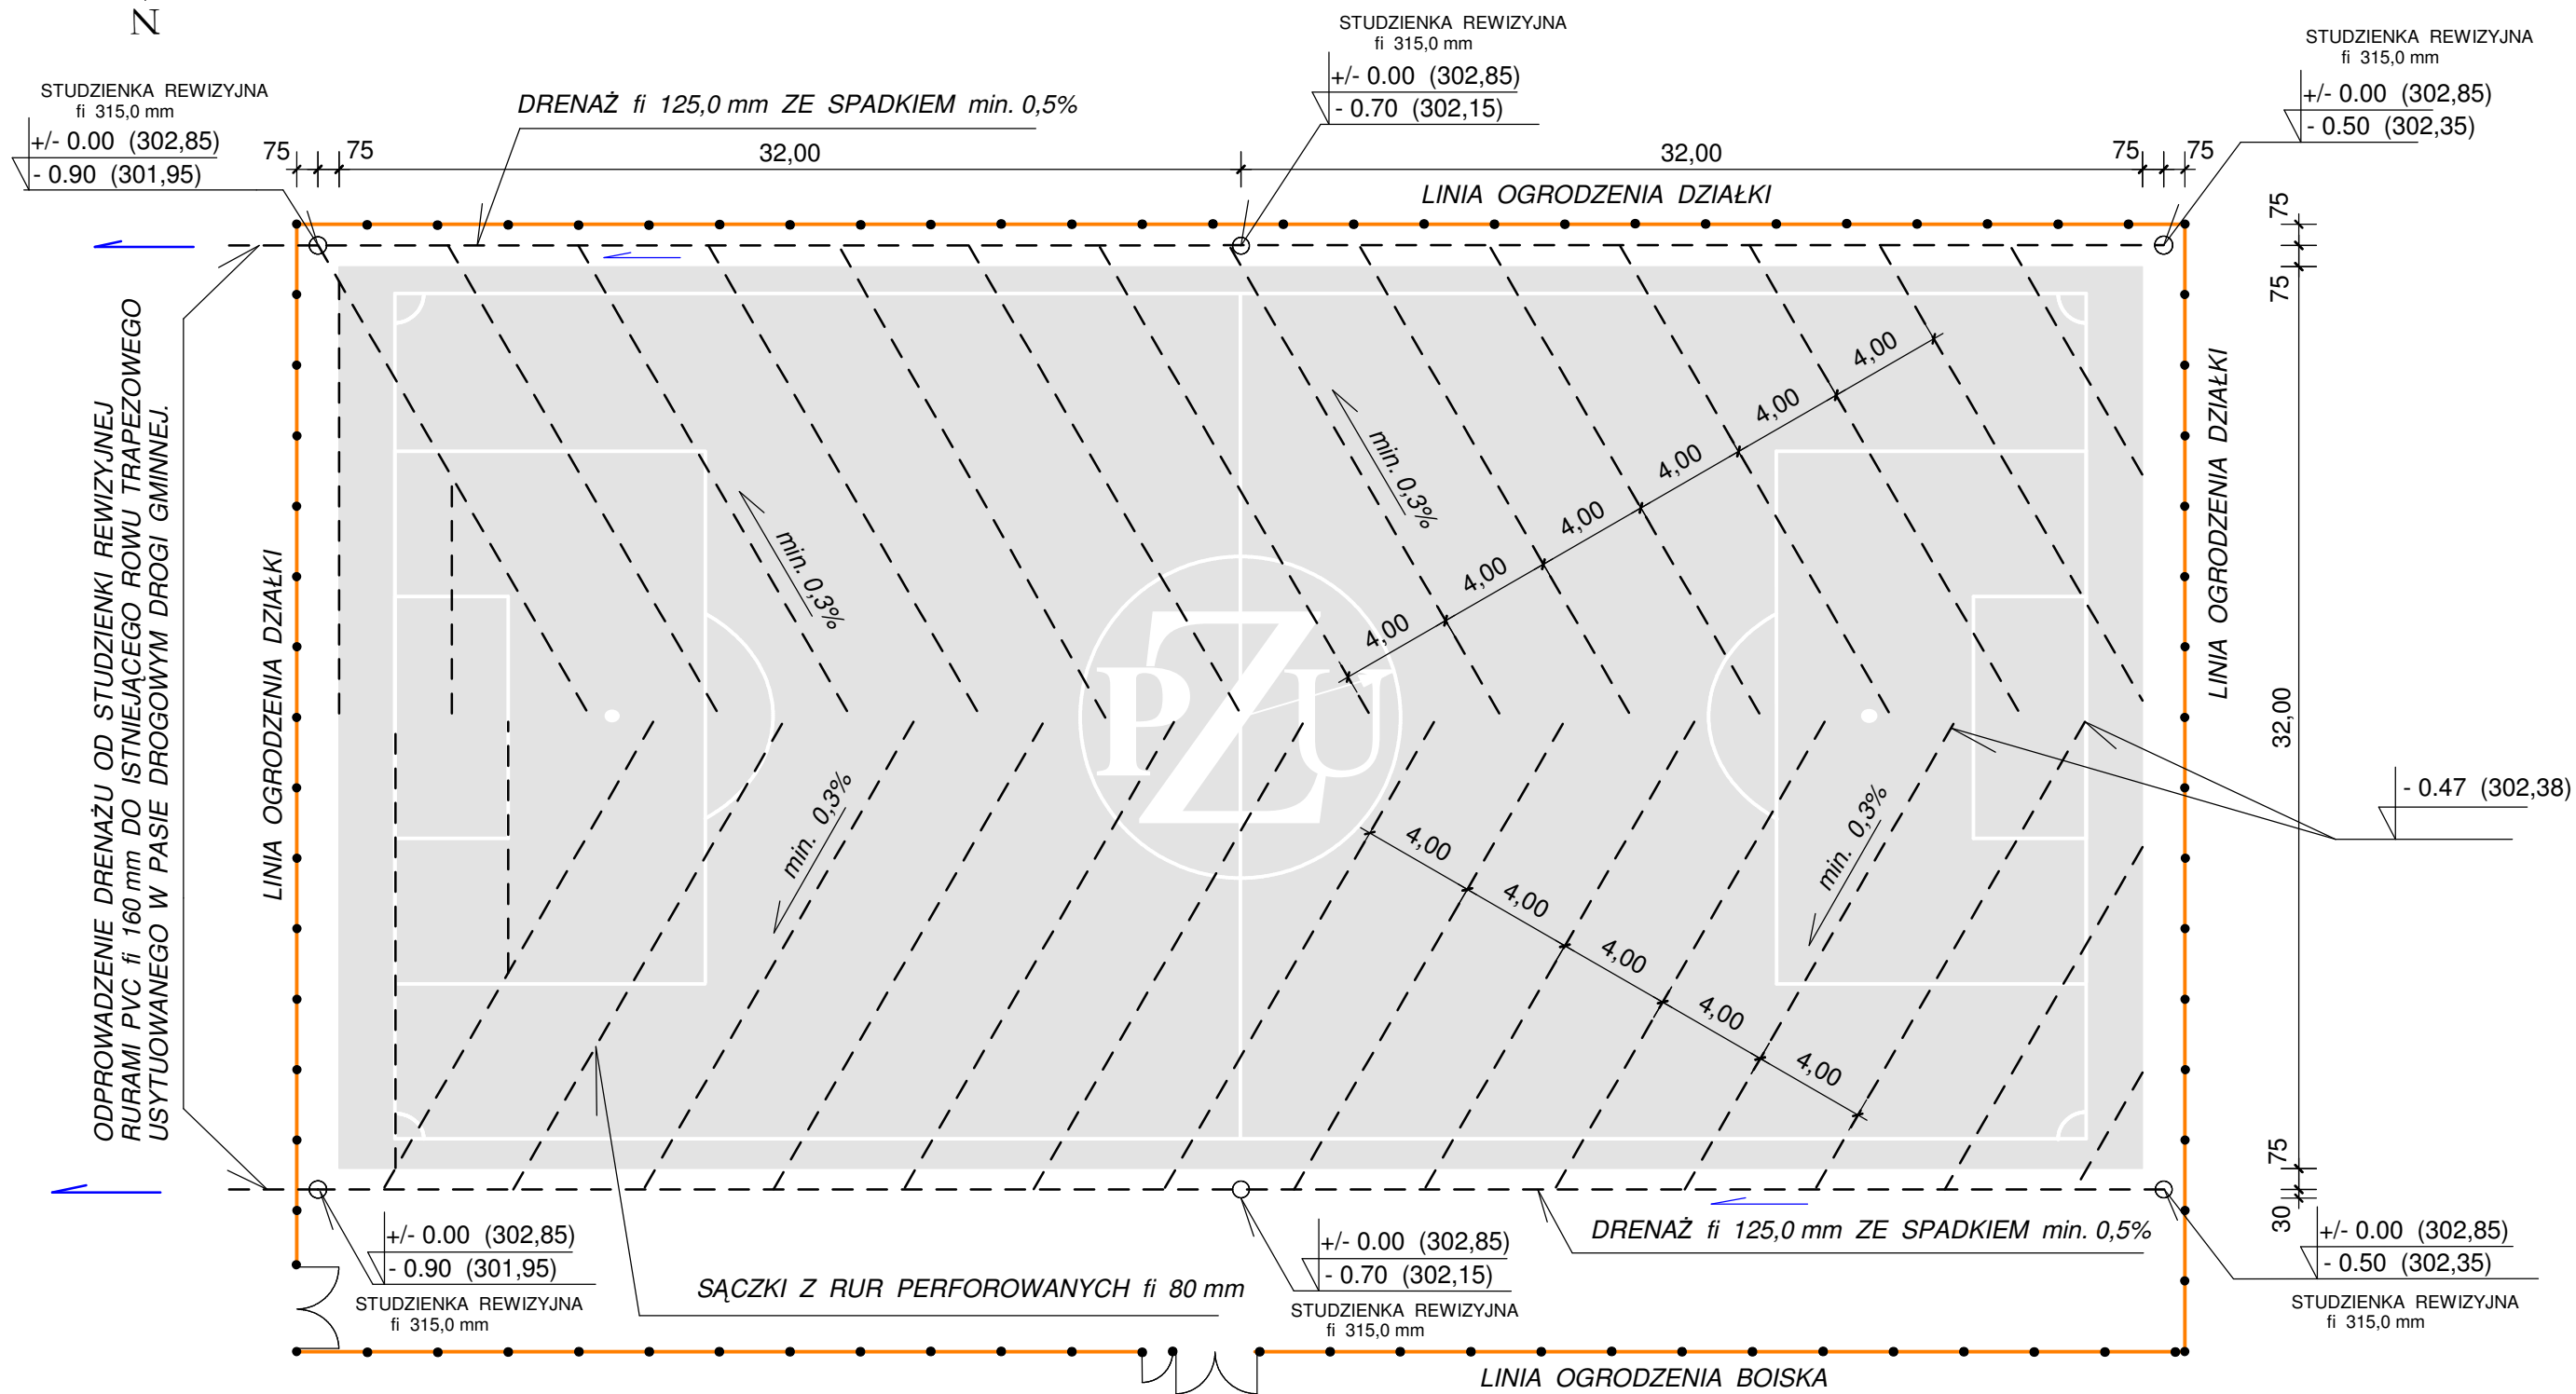 N
STUDZIENKA REWIZYJNA
fi 315,0 mm
+/- 0.00 (302,85)
- 0.90 (301,95)
DRENAŻ fi 125,0 mm ZE SPADKIEM min. 0,5%
STUDZIENKA REWIZYJNA
fi 315,0 mm
+/- 0.00 (302,85)
- 0.70 (302,15)
STUDZIENKA REWIZYJNA
fi 315,0 mm
+/- 0.00 (302,85)
- 0.50 (302,35)
75
75
32,00
32,00
75
75
LINIA OGRODZENIA DZIAŁKI
75
75
32,00
75
30
ODPROWADZENIE DRENAŻU OD STUDZIENKI REWIZYJNEJ
RURAMI PVC fi 160 mm DO ISTNIEJĄCEGO ROWU TRAPEZOWEGO
USYTUOWANEGO W PASIE DROGOWYM DROGI GMINNEJ.
LINIA OGRODZENIA DZIAŁKI
min. 0,3%
min. 0,3%
4,00
4,00
4,00
4,00
4,00
4,00
LINIA OGRODZENIA DZIAŁKI
PZU
min. 0,3%
min. 0,3%
4,00
4,00
4,00
4,00
4,00
- 0.47 (302,38)
+/- 0.00 (302,85)
- 0.90 (301,95)
STUDZIENKA REWIZYJNA
fi 315,0 mm
SĄCZKI Z RUR PERFOROWANYCH fi 80 mm
+/- 0.00 (302,85)
- 0.70 (302,15)
STUDZIENKA REWIZYJNA
fi 315,0 mm
DRENAŻ fi 125,0 mm ZE SPADKIEM min. 0,5%
+/- 0.00 (302,85)
- 0.50 (302,35)
STUDZIENKA REWIZYJNA
fi 315,0 mm
LINIA OGRODZENIA BOISKA